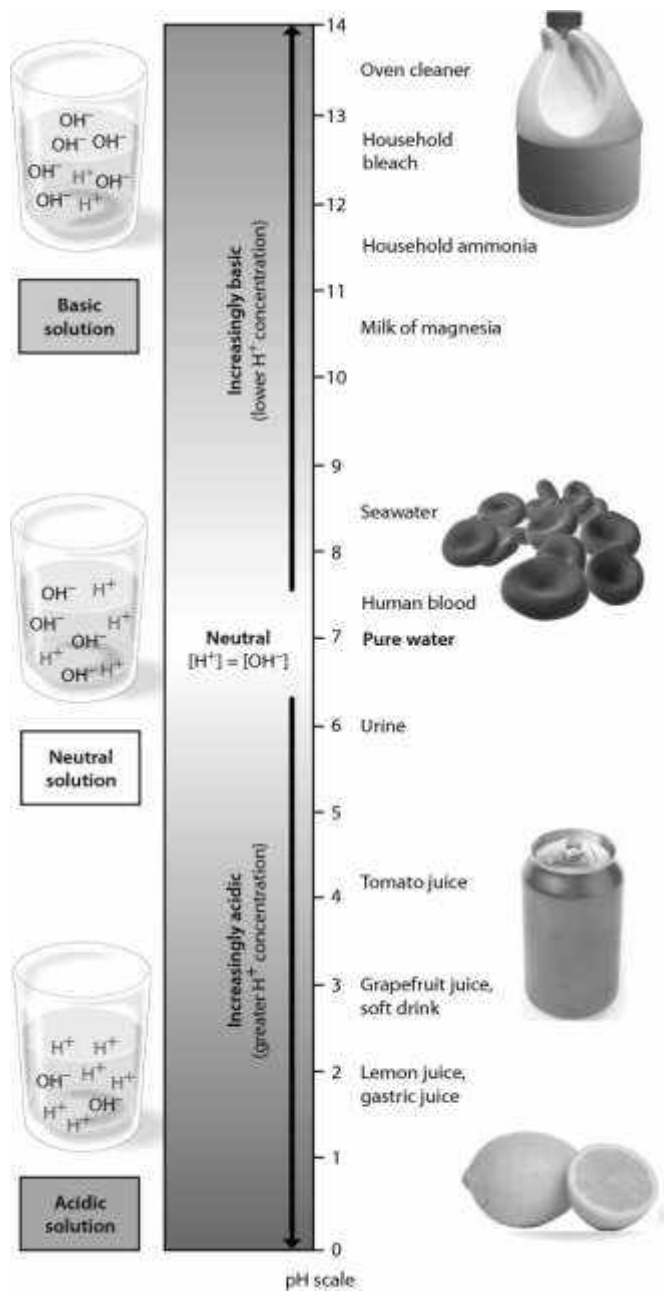 14
Oven cleaner
13
OH⁻
OH⁻ OH⁻
OH⁻ H⁺ OH⁻
OH⁻ H⁺
Household
bleach
12
Household ammonia
Basic
solution
11
Increasingly basic
(lower H⁺ concentration)
Milk of magnesia
10
9
Seawater
8
OH⁻ H⁺
OH⁻ H⁺
OH⁻
H⁺ OH⁻ H⁺
Human blood
Neutral
[H⁺] = [OH⁻]
7
Pure water
6
Urine
Neutral
solution
5
Increasingly acidic
(greater H⁺ concentration)
Tomato juice
4
3
Grapefruit juice,
soft drink
H⁺ H⁺
OH⁻ H⁺ H⁺
H⁺ OH⁻
H⁺
2
Lemon juice,
gastric juice
1
Acidic
solution
0
pH scale